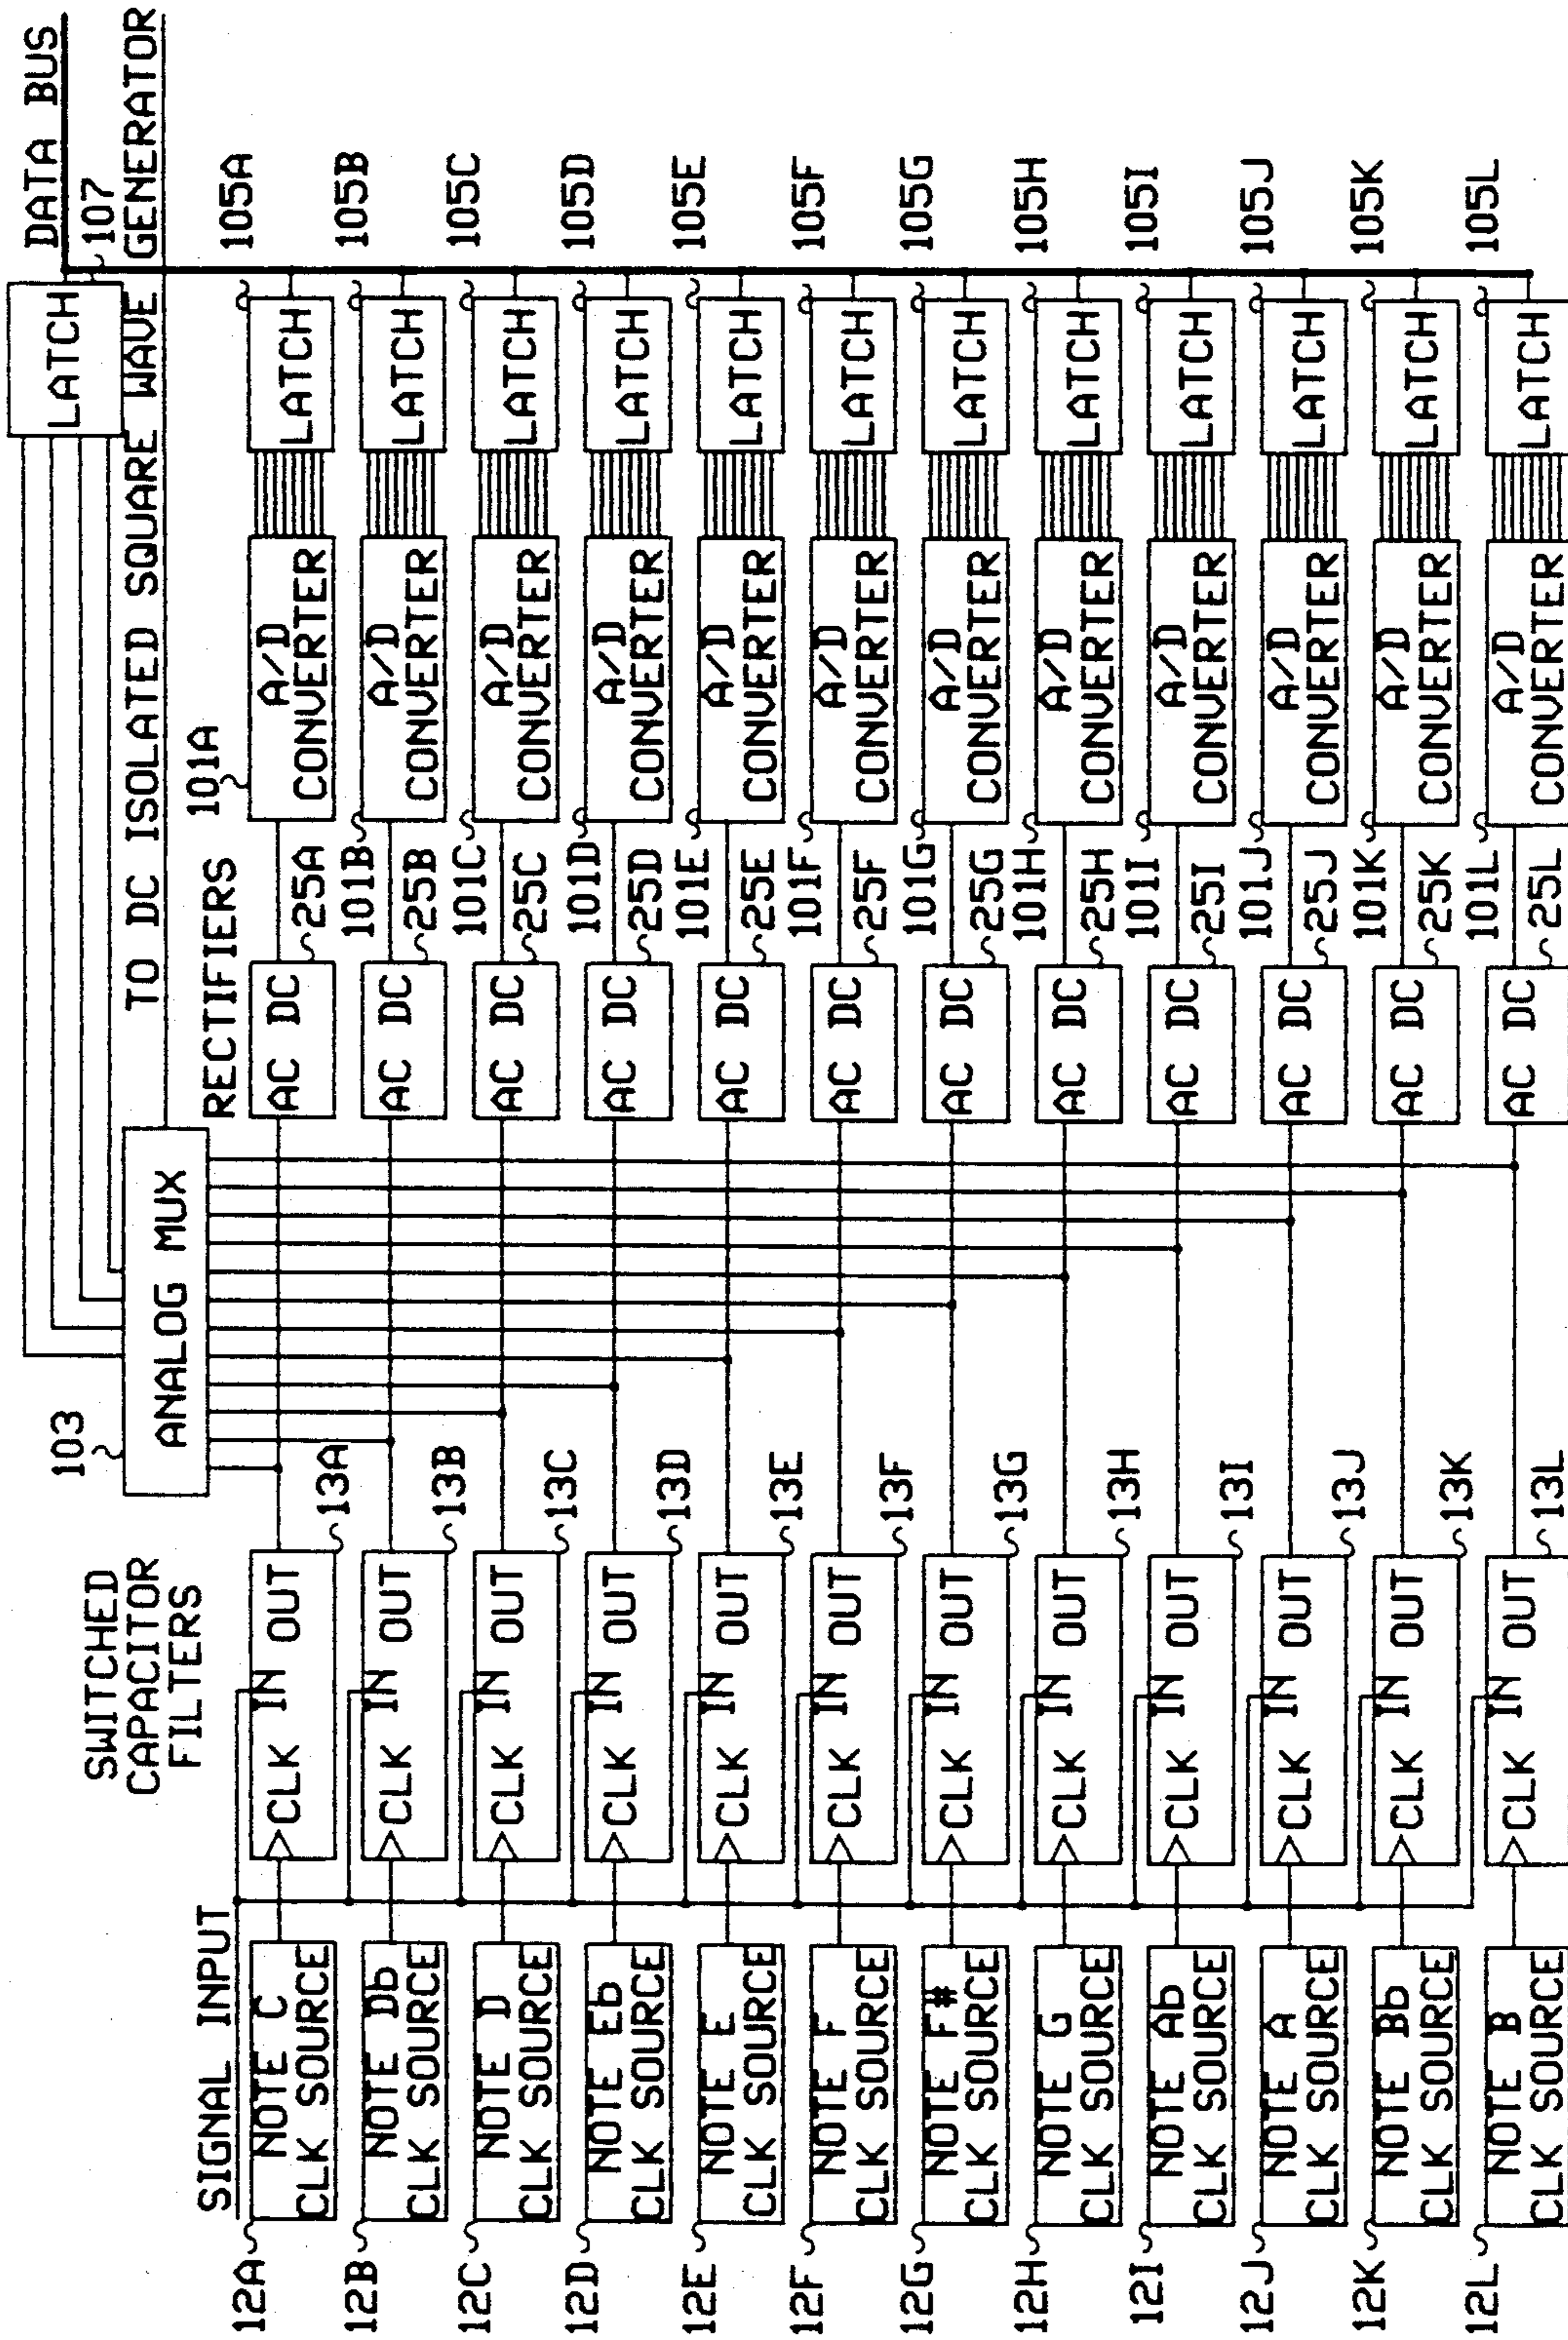 DATA BUS
LATCH
107
TO DC ISOLATED SQUARE WAVE GENERATOR
103
ANALOG MUX
SWITCHED
CAPACITOR
FILTERS
RECTIFIERS
SIGNAL INPUT
12A
NOTE C
CLK SOURCE
CLK IN OUT
13A
AC DC
25A
101A
A/D
CONVERTER
LATCH
105A
12B
NOTE Db
CLK SOURCE
CLK IN OUT
13B
AC DC
25B
101B
A/D
CONVERTER
LATCH
105B
12C
NOTE D
CLK SOURCE
CLK IN OUT
13C
AC DC
25C
101C
A/D
CONVERTER
LATCH
105C
12D
NOTE Eb
CLK SOURCE
CLK IN OUT
13D
AC DC
25D
101D
A/D
CONVERTER
LATCH
105D
12E
NOTE E
CLK SOURCE
CLK IN OUT
13E
AC DC
25E
101E
A/D
CONVERTER
LATCH
105E
12F
NOTE F
CLK SOURCE
CLK IN OUT
13F
AC DC
25F
101F
A/D
CONVERTER
LATCH
105F
12G
NOTE F#
CLK SOURCE
CLK IN OUT
13G
AC DC
25G
101G
A/D
CONVERTER
LATCH
105G
12H
NOTE G
CLK SOURCE
CLK IN OUT
13H
AC DC
25H
101H
A/D
CONVERTER
LATCH
105H
12I
NOTE Ab
CLK SOURCE
CLK IN OUT
13I
AC DC
25I
101I
A/D
CONVERTER
LATCH
105I
12J
NOTE A
CLK SOURCE
CLK IN OUT
13J
AC DC
25J
101J
A/D
CONVERTER
LATCH
105J
12K
NOTE Bb
CLK SOURCE
CLK IN OUT
13K
AC DC
25K
101K
A/D
CONVERTER
LATCH
105K
12L
NOTE B
CLK SOURCE
CLK IN OUT
13L
AC DC
25L
101L
A/D
CONVERTER
LATCH
105L